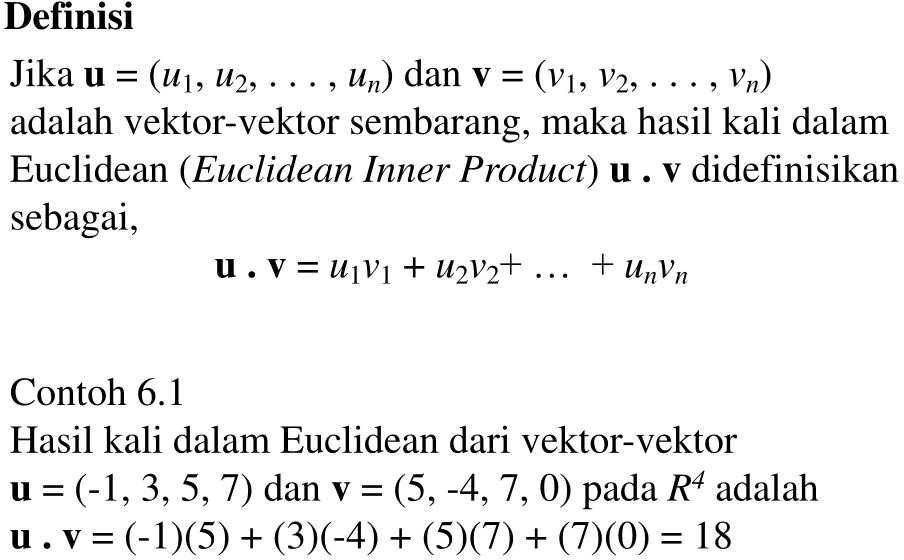 Definisi
Jika u = (u₁, u₂, . . . , uₙ) dan v = (v₁, v₂, . . . , vₙ)
adalah vektor-vektor sembarang, maka hasil kali dalam
Euclidean (Euclidean Inner Product) u . v didefinisikan
sebagai,
u . v = u₁v₁ + u₂v₂+ … + uₙvₙ
Contoh 6.1
Hasil kali dalam Euclidean dari vektor-vektor
u = (-1, 3, 5, 7) dan v = (5, -4, 7, 0) pada R⁴ adalah
u . v = (-1)(5) + (3)(-4) + (5)(7) + (7)(0) = 18